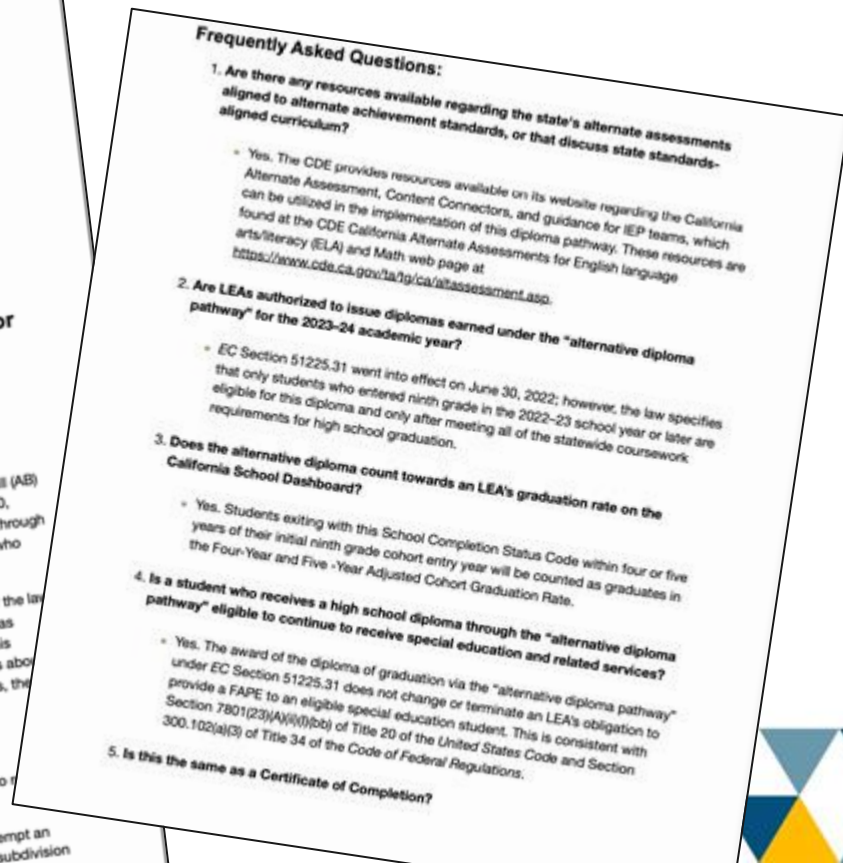 or
ll (AB)
0,
hrough
who
the law
as
is
abou
s, the
empt an
subdivision
Frequently Asked Questions:
1. Are there any resources available regarding the state's alternate assessments
aligned to alternate achievement standards, or that discuss state standards-
aligned curriculum?
• Yes. The CDE provides resources available on its website regarding the California
Alternate Assessment, Content Connectors, and guidance for IEP teams, which
can be utilized in the implementation of this diploma pathway. These resources are
found at the CDE California Alternate Assessments for English language
arts/literacy (ELA) and Math web page at
https://www.cde.ca.gov/ta/tg/ca/altassessment.asp.
2. Are LEAs authorized to issue diplomas earned under the "alternative diploma
pathway" for the 2023–24 academic year?
• EC Section 51225.31 went into effect on June 30, 2022; however, the law specifies
that only students who entered ninth grade in the 2022–23 school year or later are
eligible for this diploma and only after meeting all of the statewide coursework
requirements for high school graduation.
3. Does the alternative diploma count towards an LEA's graduation rate on the
California School Dashboard?
• Yes. Students exiting with this School Completion Status Code within four or five
years of their initial ninth grade cohort entry year will be counted as graduates in
the Four-Year and Five -Year Adjusted Cohort Graduation Rate.
4. Is a student who receives a high school diploma through the "alternative diploma
pathway" eligible to continue to receive special education and related services?
• Yes. The award of the diploma of graduation via the "alternative diploma pathway"
under EC Section 51225.31 does not change or terminate an LEA's obligation to
provide a FAPE to an eligible special education student. This is consistent with
Section 7801(23)(A)(ii)(I)(bb) of Title 20 of the United States Code and Section
300.102(a)(3) of Title 34 of the Code of Federal Regulations.
5. Is this the same as a Certificate of Completion?